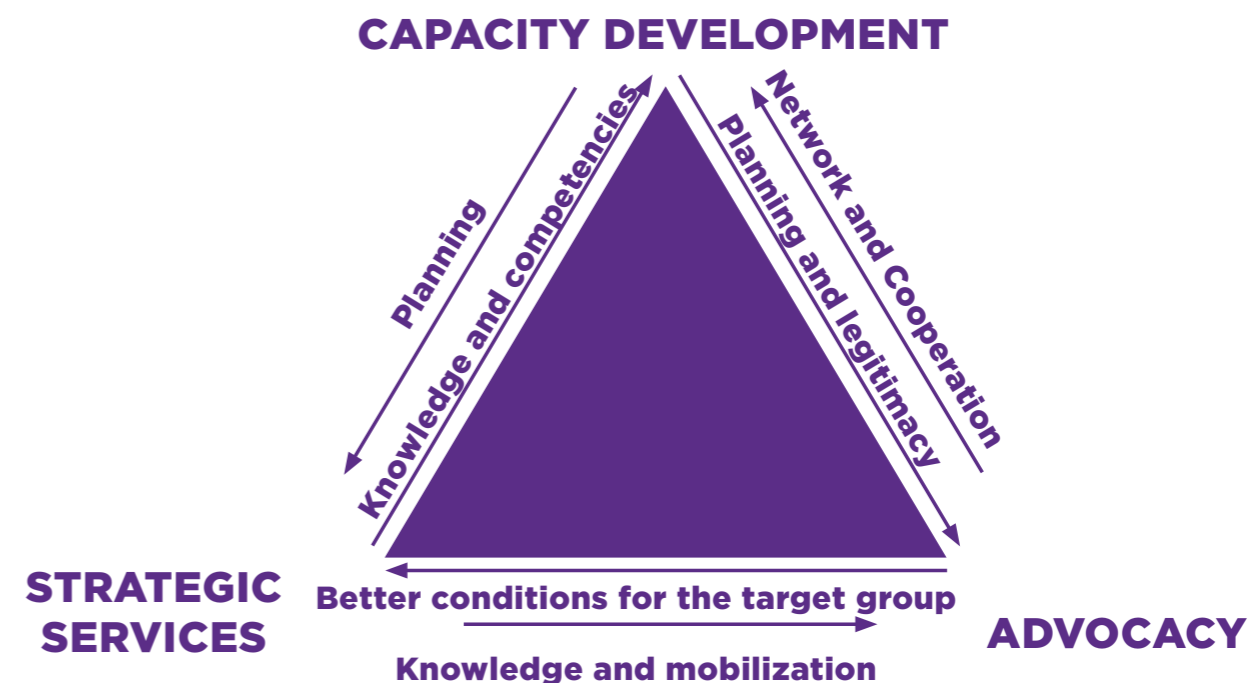 CAPACITY DEVELOPMENT
Planning
Knowledge and competencies
Planning and legitimacy
Network and Cooperation
STRATEGIC
SERVICES
Better conditions for the target group
ADVOCACY
Knowledge and mobilization